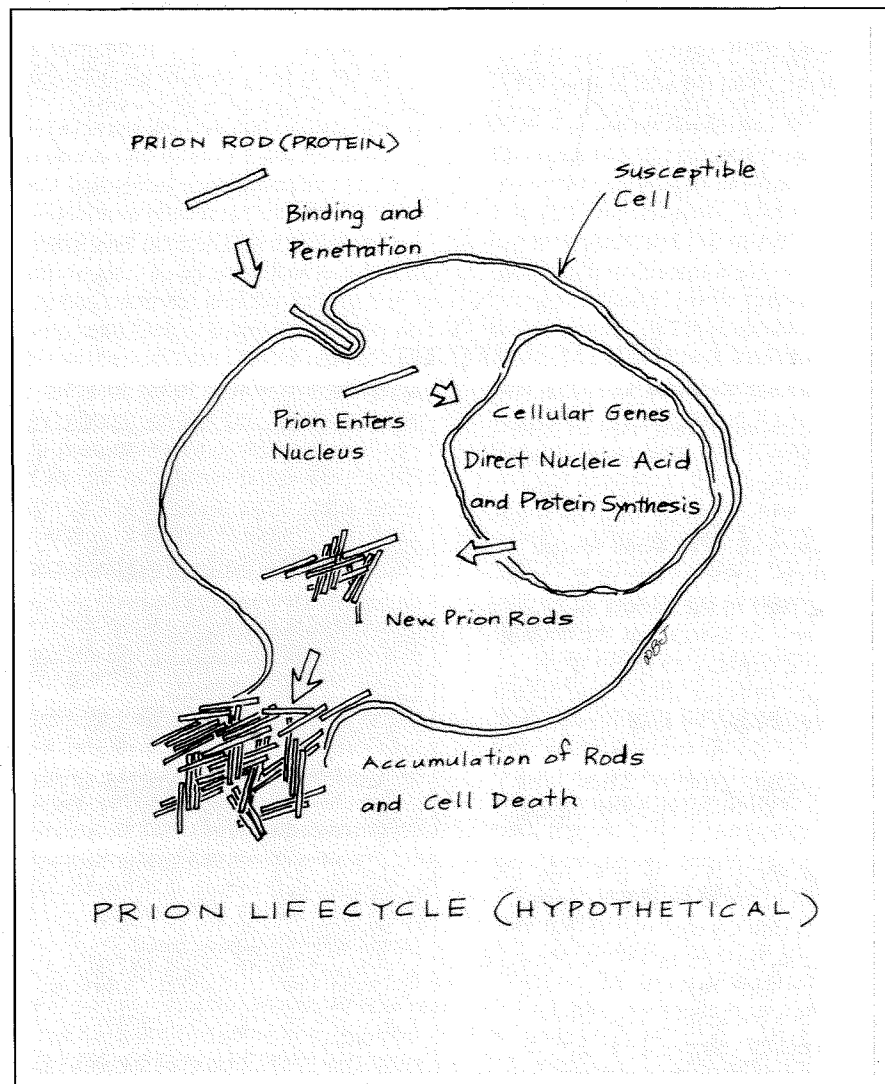 PRION ROD (PROTEIN)
Binding and
Penetration
Susceptible
Cell
Prion Enters
Nucleus
Cellular Genes
Direct Nucleic Acid
and Protein Synthesis
New Prion Rods
Accumulation of Rods
and Cell Death
PRION LIFECYCLE (HYPOTHETICAL)